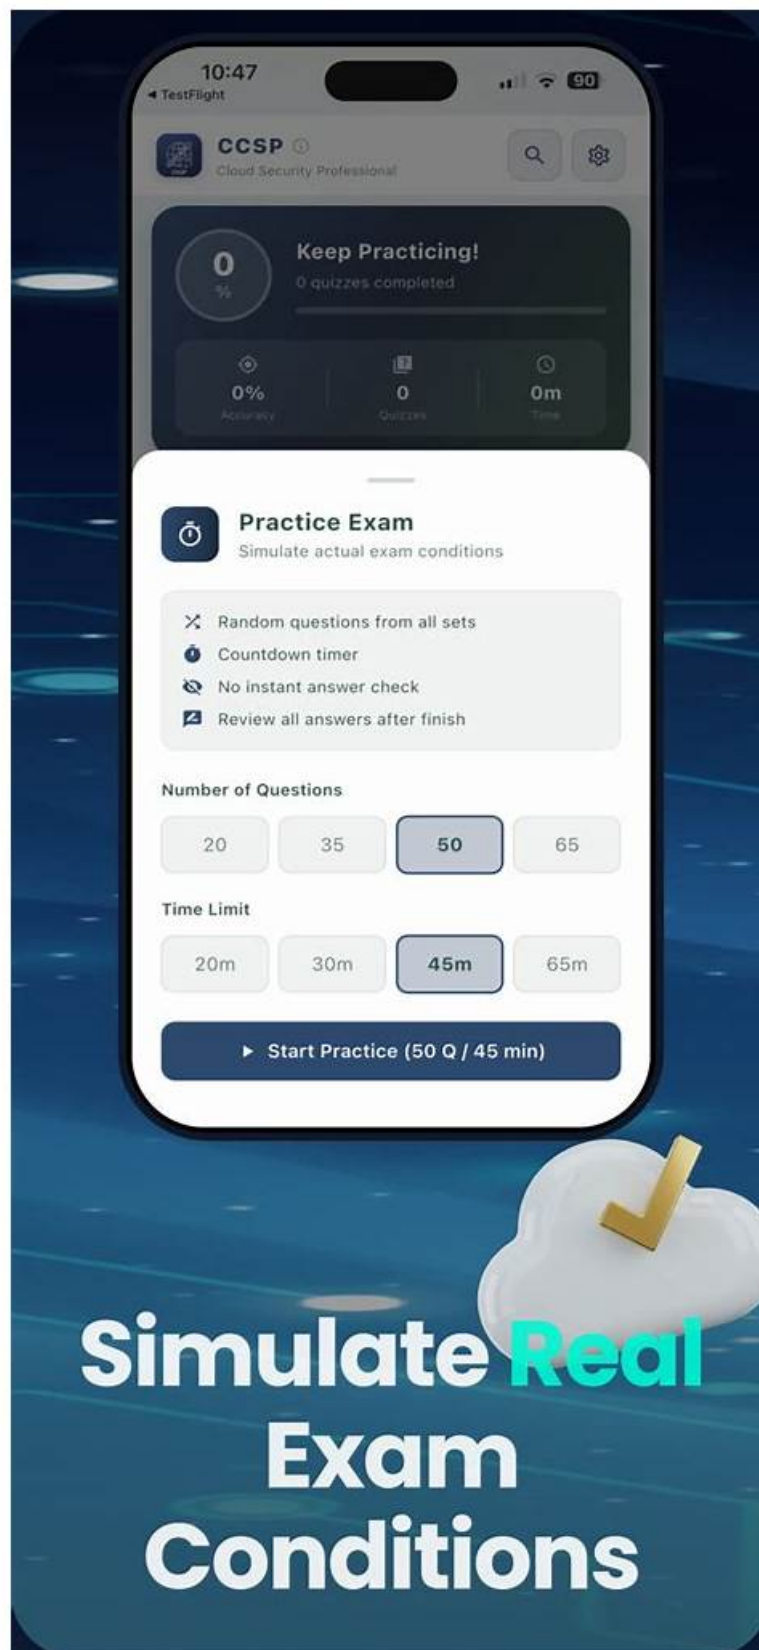 10:47
90
◂ TestFlight
CCSP
Cloud Security Professional
0
%
Keep Practicing!
0 quizzes completed
0%
0
0m
Accuracy
Quizzes
Time
Practice Exam
Simulate actual exam conditions
Random questions from all sets
Countdown timer
No instant answer check
Review all answers after finish
Number of Questions
20 35 50 65
Time Limit
20m 30m 45m 65m
Start Practice (50 Q / 45 min)
Simulate Real
Exam
Conditions